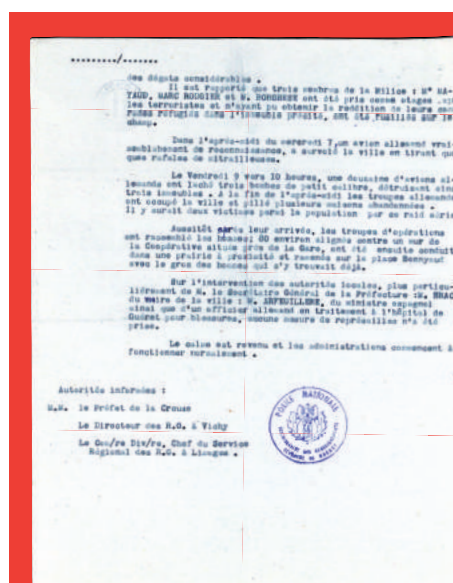 ........./.......
des dégats considérables .
Il est rapporté que trois membres de la Milice : Mr
TAUD, MARC ROUGIER et M. ont été pris comme otages
les terroristes et n'ayant pu obtenir la reddition de leurs
rades réfugiés dans l'immeuble précité, ont été fusillés sur
champ.
Dans l'après-midi du mercredi 7, un avion allemand
semblablement de reconnaissance, a survolé la ville en tirant
ques rafales de mitrailleuses.
Le Vendredi 9 vers 10 heures, une douzaine d'avions
lemands ont laché trois bombes de petit calibre, détruisant
trois immeubles . A la fin de l'après-midi les troupes allemandes
ont occupé la ville et pillé plusieurs maisons abandonnées .
Il y aurait deux victimes parmi la population par ce raid
Aussitôt après leur arrivée, les troupes d'opérations
ont rassemblé les hommes; 80 environ alignés contre un mur de
la Coopérative située près de la Gare, ont été ensuite
dans une prairie à proximité et ramenés sur la place Bonnyaud
avec le gros des hommes qui s'y trouvait déjà.
Sur l'intervention des autorités locales, plus particu-
lièrement de M. le Secrétaire Général de la Préfecture :M.
du maire de la ville : M. ARFEUILLERE, du ministre espagnol
ainsi que d'un officier allemand en traitement à l'hôpital de
Guéret pour blessures, aucune mesure de représailles n'a été
prise.
Le calme est revenu et les administrations commencent à
fonctionner normalement .
Autorités informées :
M.M. le Préfet de la Creuse
Le Directeur des R.G. à Vichy
Le Com/re Div/re, Chef du Service
Régional des R.G. à Limoges .
POLICE NATIONALE